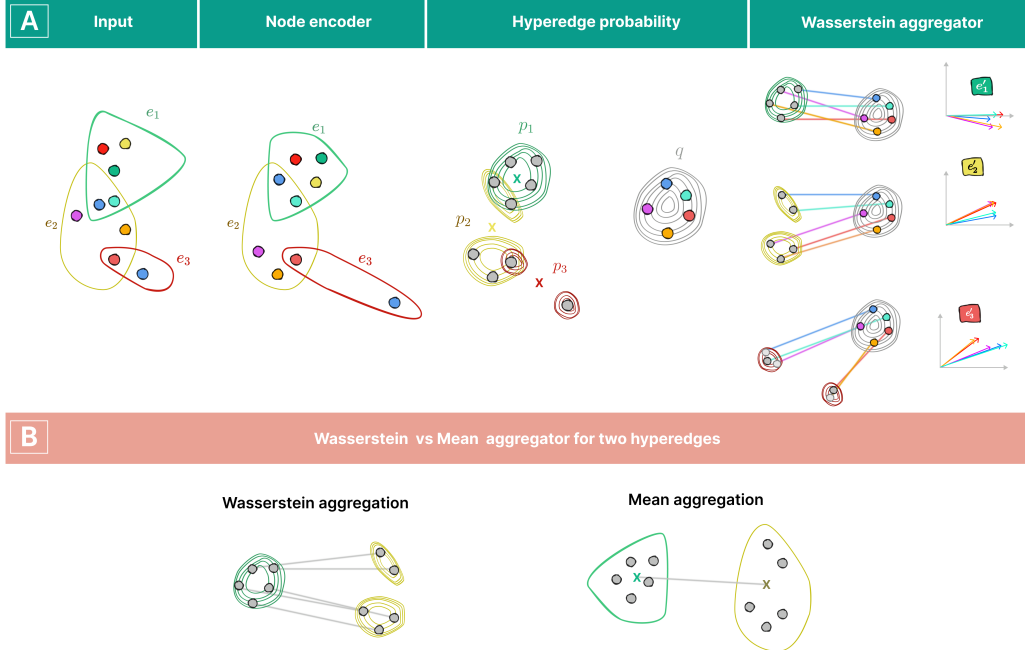 A
Input
Node encoder
Hyperedge probability
Wasserstein aggregator
e₁
e₂
e₃
e₁
e₂
e₃
p₁
x
p₂
x
x
p₃
q
e₁′
e₂′
e₃′
B
Wasserstein vs Mean aggregator for two hyperedges
Wasserstein aggregation
Mean aggregation
x
x